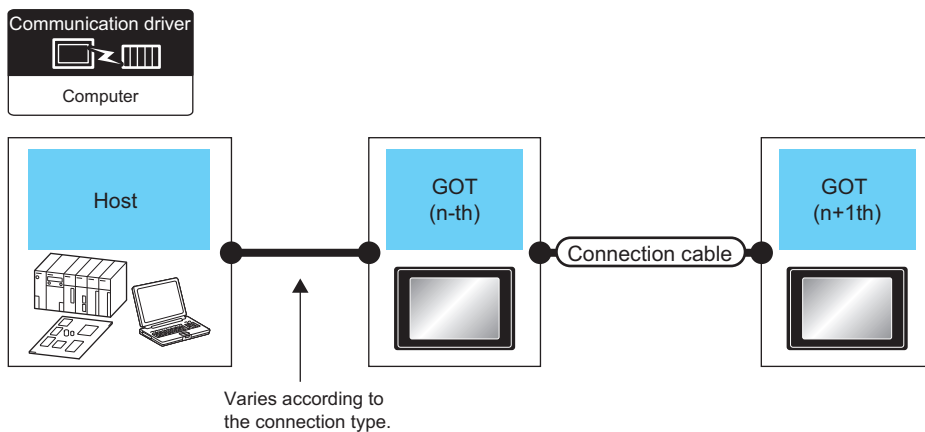 Communication driver
Computer
Host
GOT
(n-th)
Connection cable
GOT
(n+1th)
Varies according to
the connection type.